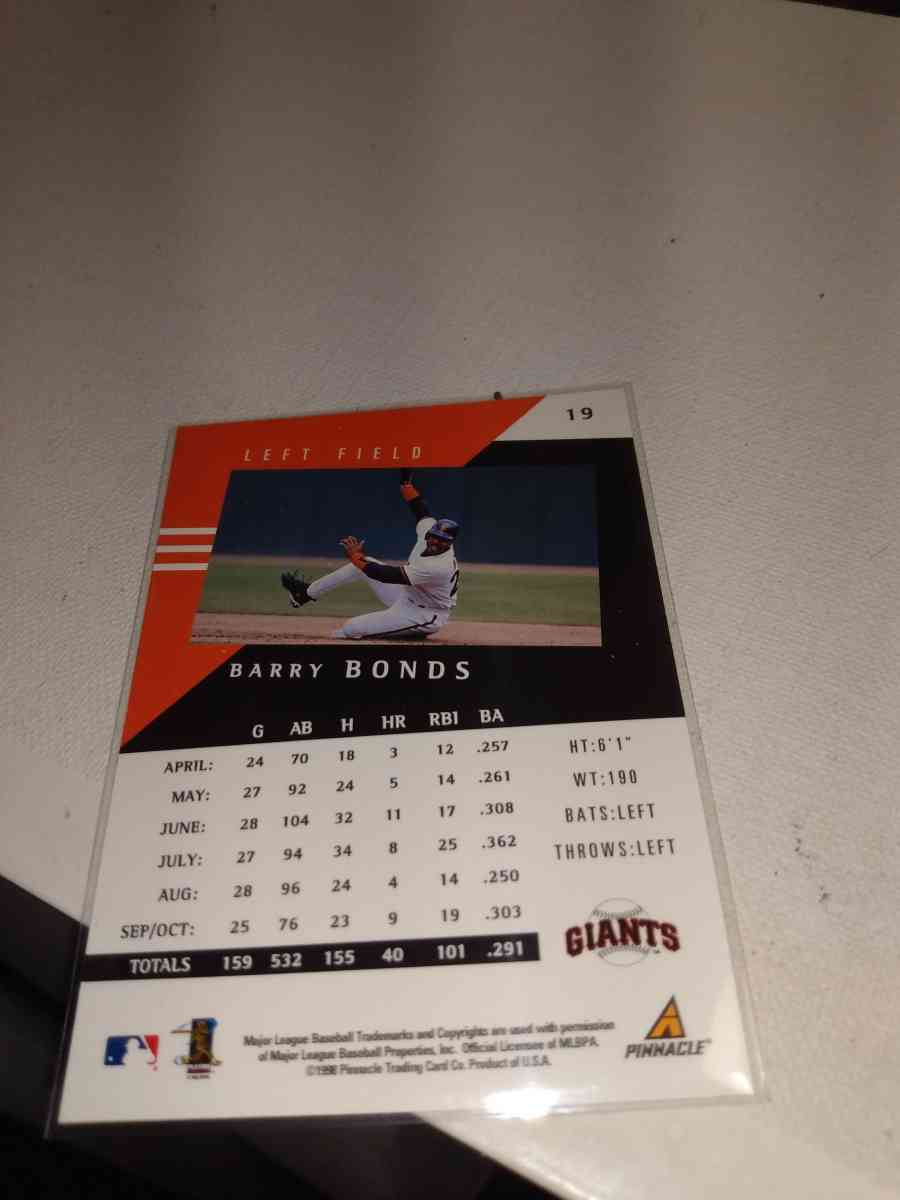 19
LEFT FIELD
BARRY BONDS
G AB H HR RBI BA
APRIL: 24 70 18 3 12 .257
MAY: 27 92 24 5 14 .261
JUNE: 28 104 32 11 17 .308
JULY: 27 94 34 8 25 .362
AUG: 28 96 24 4 14 .250
SEP/OCT: 25 76 23 9 19 .303
TOTALS 159 532 155 40 101 .291
HT:6'1"
WT:190
BATS:LEFT
THROWS:LEFT
GIANTS
Major League Baseball Trademarks and Copyrights are used with permission
of Major League Baseball Properties, Inc. Official Licensee of MLBPA.
©1998 Pinnacle Trading Card Co. Product of U.S.A.
PINNACLE